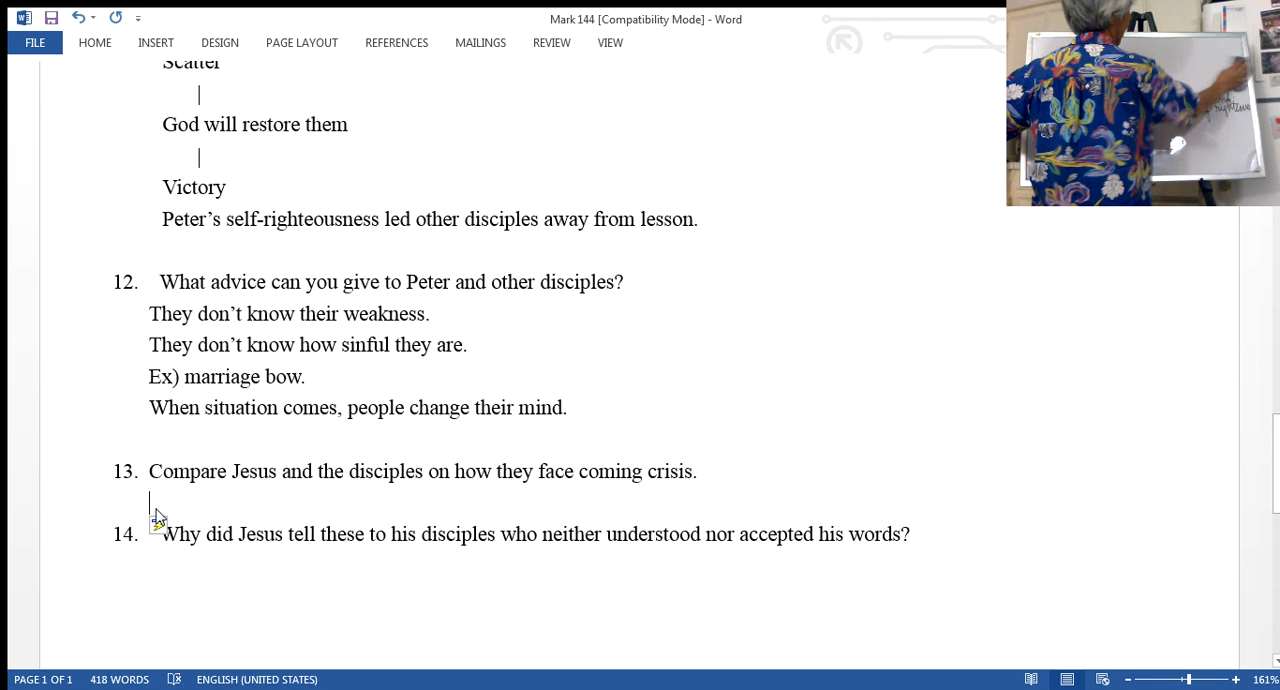 Mark 144 [Compatibility Mode] - Word
FILE HOME INSERT DESIGN PAGE LAYOUT REFERENCES MAILINGS REVIEW VIEW
Scatter
|
God will restore them
|
Victory
Peter’s self-righteousness led other disciples away from lesson.
12. What advice can you give to Peter and other disciples?
They don’t know their weakness.
They don’t know how sinful they are.
Ex) marriage bow.
When situation comes, people change their mind.
13. Compare Jesus and the disciples on how they face coming crisis.
14. Why did Jesus tell these to his disciples who neither understood nor accepted his words?
PAGE 1 OF 1 418 WORDS ENGLISH (UNITED STATES) 161%